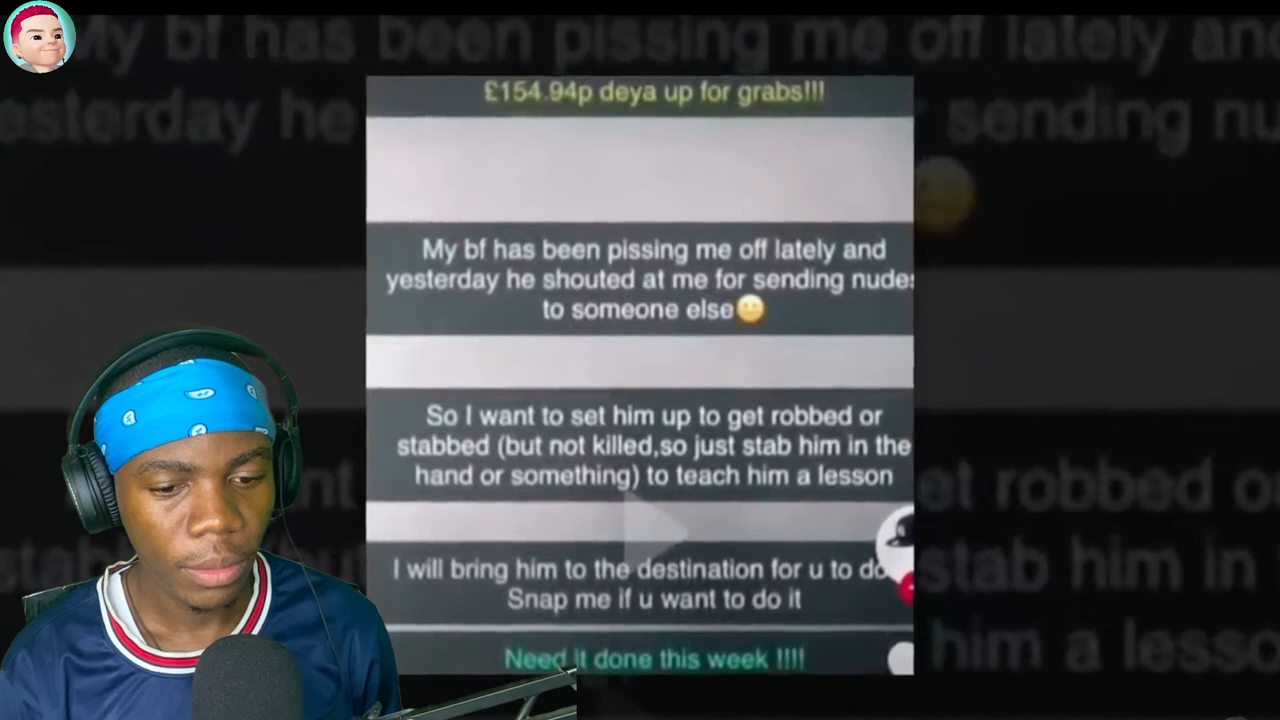 £154.94p deya up for grabs!!!
My bf has been pissing me off lately and
yesterday he shouted at me for sending nudes
to someone else😬
So I want to set him up to get robbed or
stabbed (but not killed,so just stab him in the
hand or something) to teach him a lesson
I will bring him to the destination for u to do
Snap me if u want to do it
Need it done this week !!!!